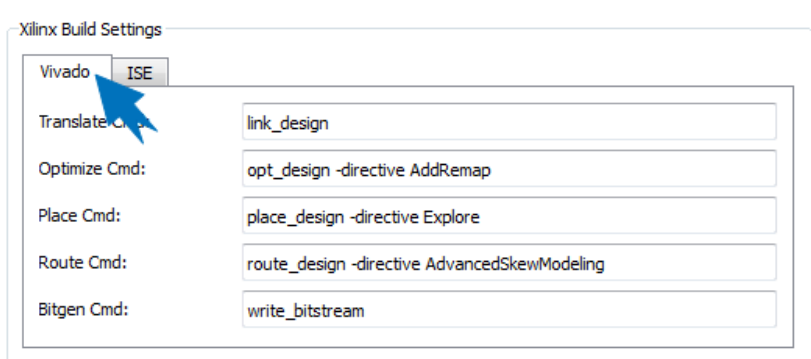 Xilinx Build Settings
Vivado ISE
Translate Cmd: link_design
Optimize Cmd: opt_design -directive AddRemap
Place Cmd: place_design -directive Explore
Route Cmd: route_design -directive AdvancedSkewModeling
Bitgen Cmd: write_bitstream